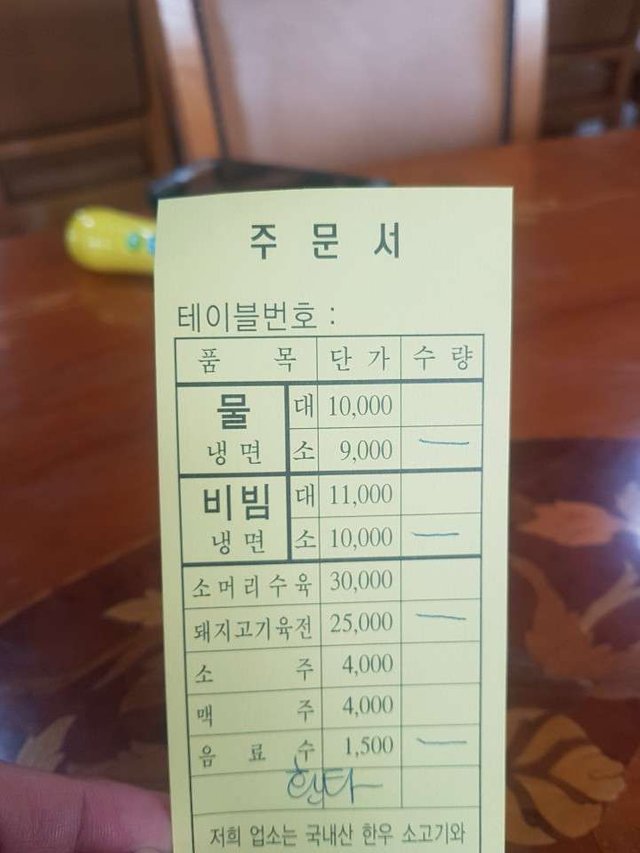 주 문 서
테이블번호 :
품 목 단 가 수 량
물 냉 면 대 10,000
소 9,000 一
비빔 냉 면 대 11,000
소 10,000 一
소 머 리 수 육 30,000
돼지고기육전 25,000 一
소 주 4,000
맥 주 4,000
음 료 수 1,500 一
환타
저희 업소는 국내산 한우 소고기와